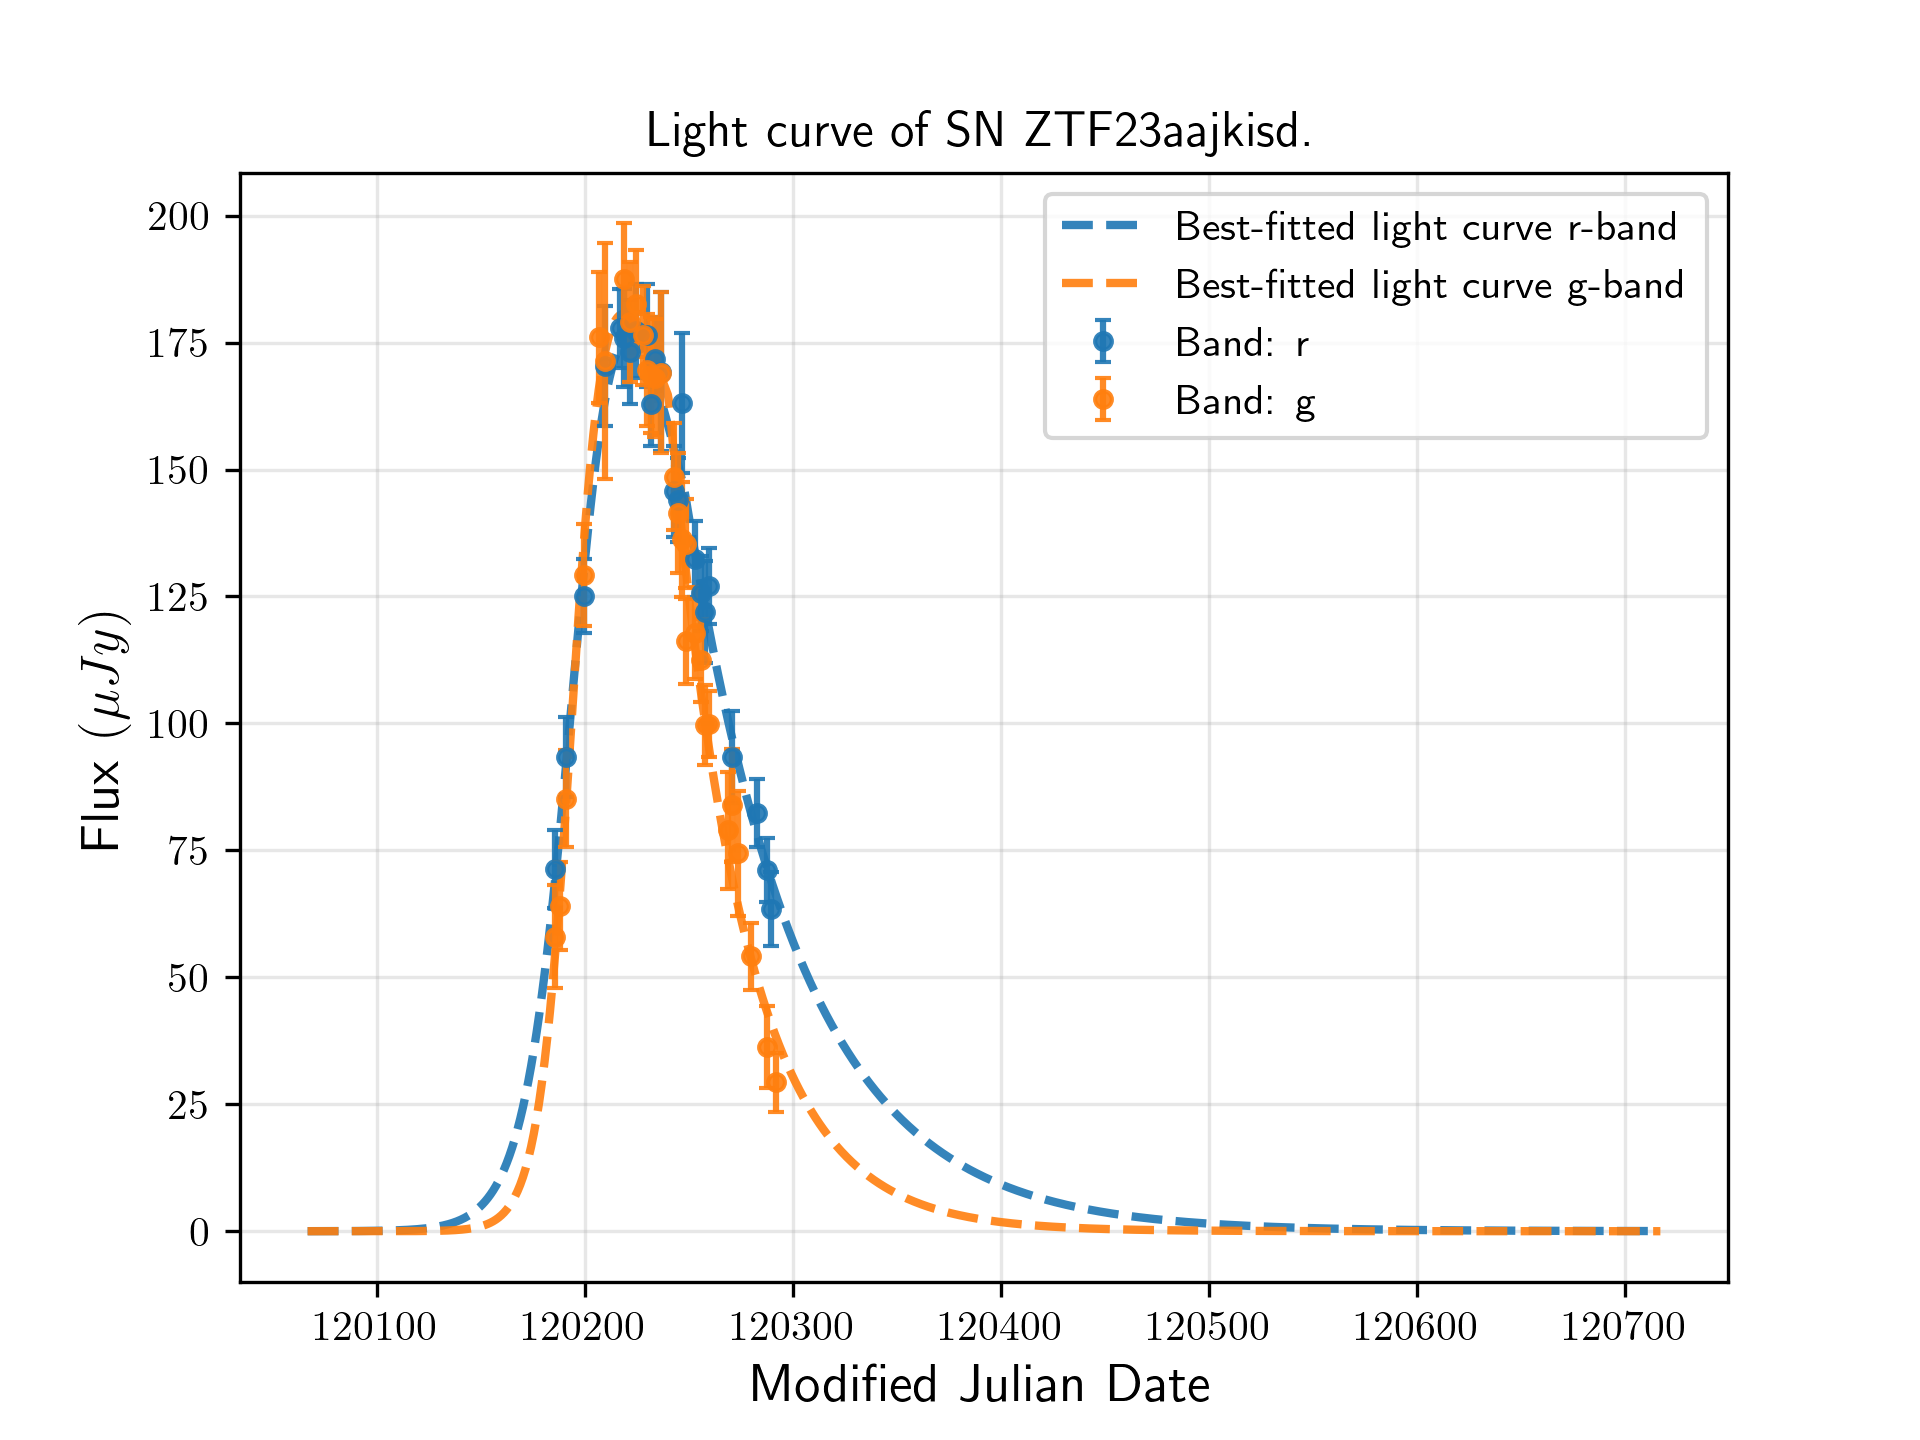 Light curve of SN ZTF23aajkisd.
200
175
150
125
100
75
50
25
0
Flux (μJy)
Best-fitted light curve r-band
Best-fitted light curve g-band
Band: r
Band: g
120100 120200 120300 120400 120500 120600 120700
Modified Julian Date